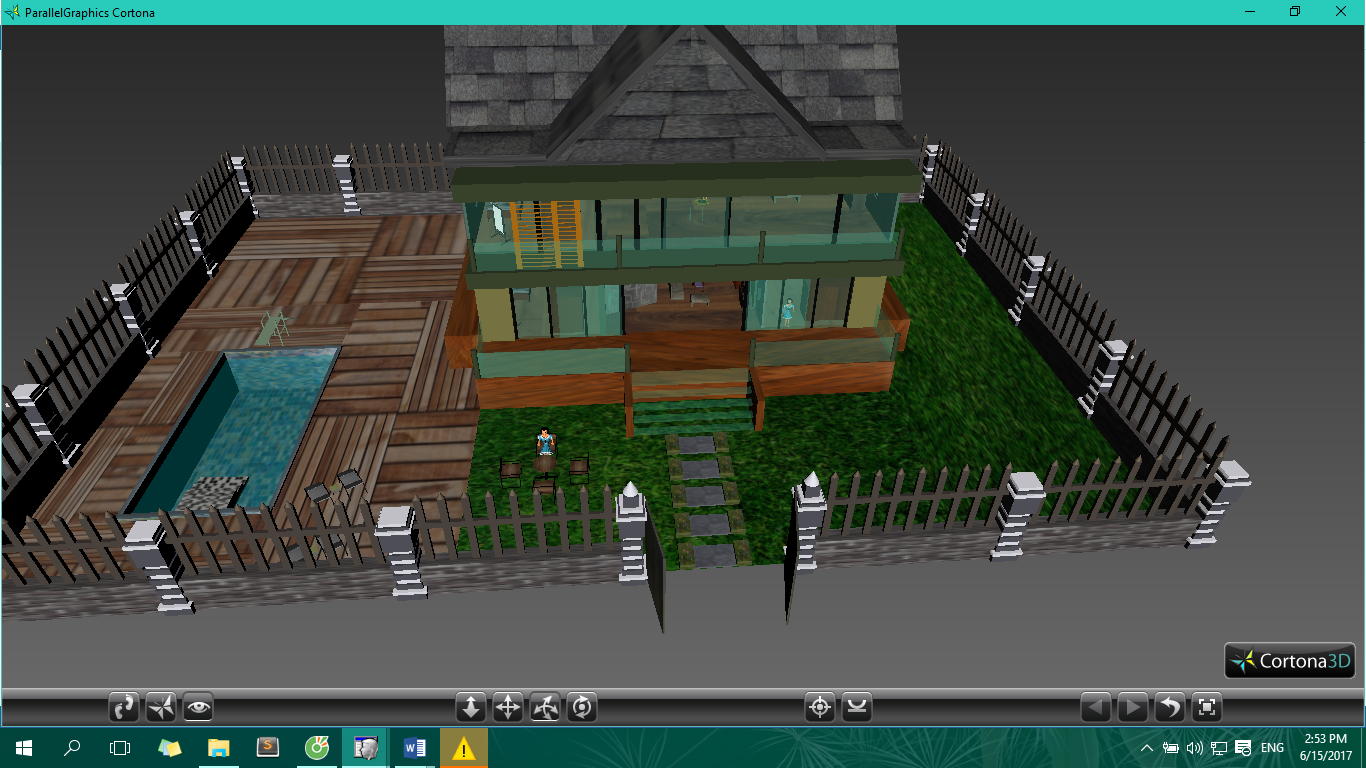 ParallelGraphics Cortona
Cortona3D
S
W
ENG
2:53 PM
6/15/2017